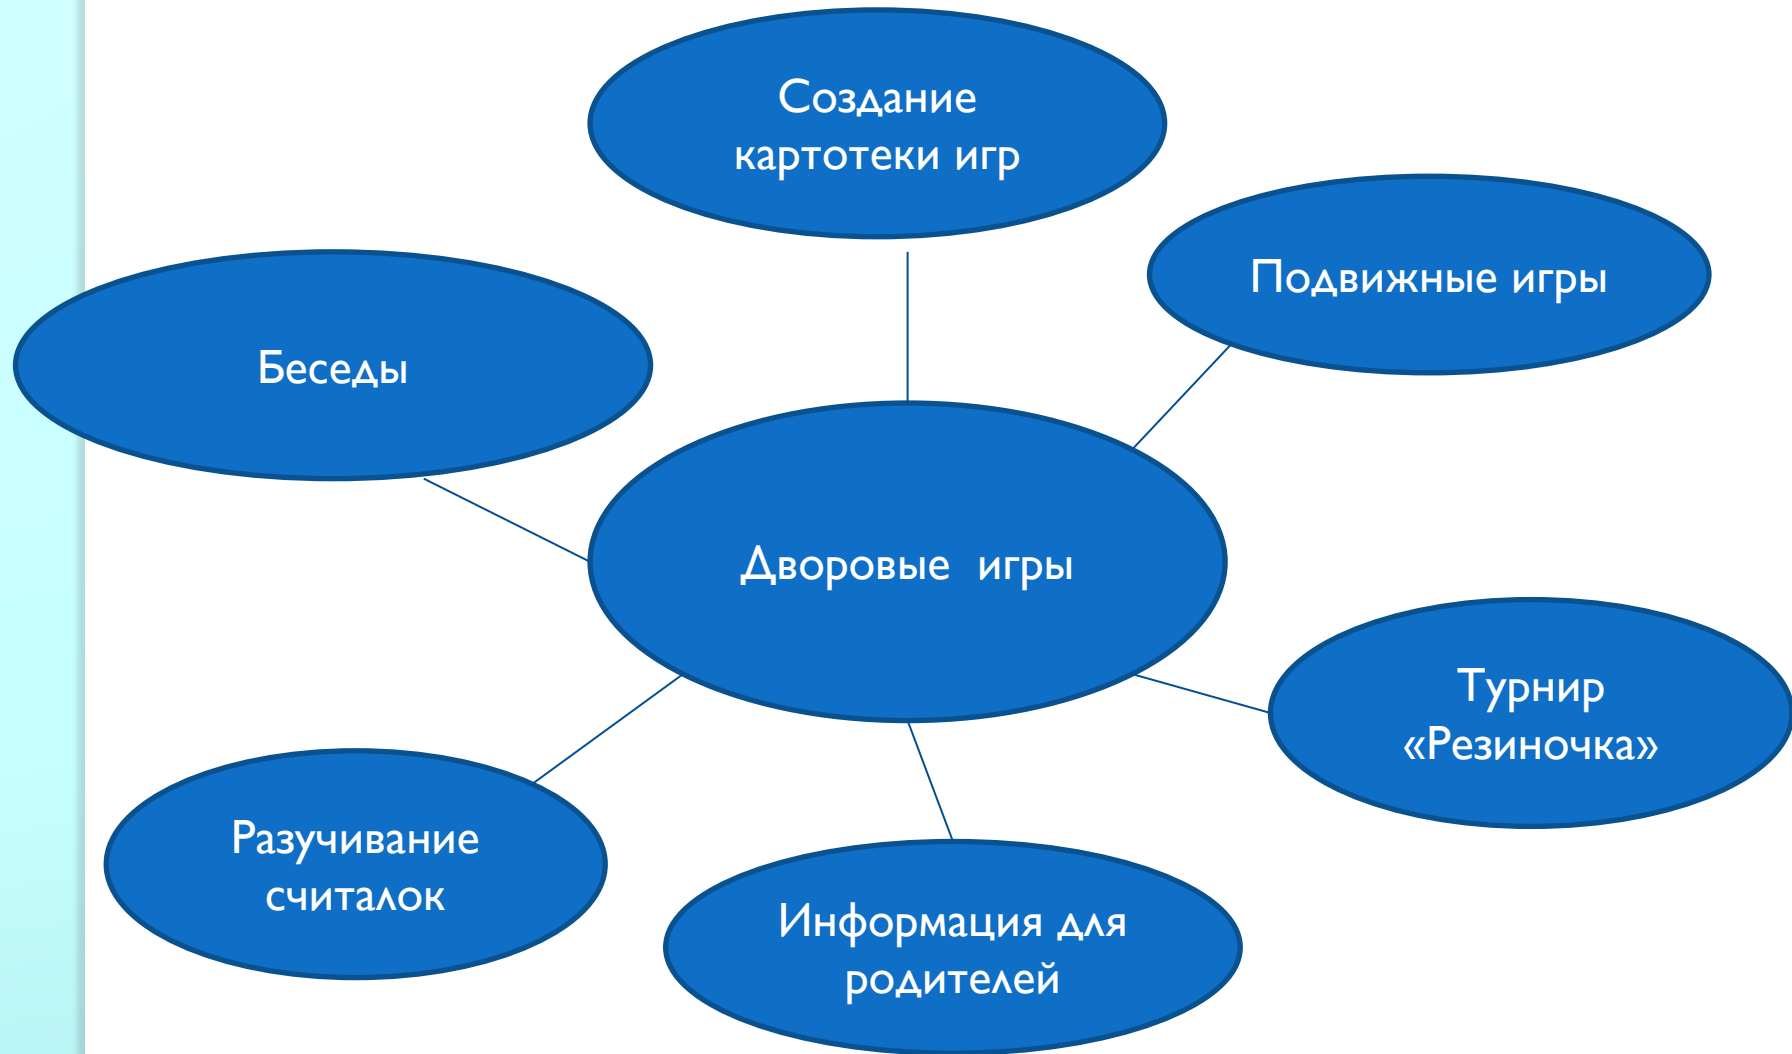 Создание
картотеки игр
Подвижные игры
Беседы
Дворовые  игры
Турнир
«Резиночка»
Разучивание
считалок
Информация для
родителей